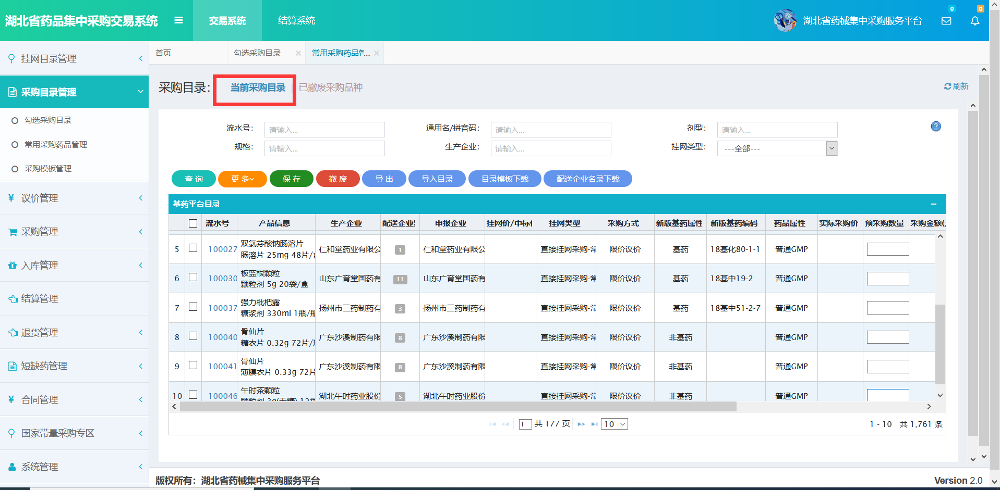 湖北省药品集中采购交易系统
交易系统
结算系统
湖北省药械集中采购服务平台
0
0
挂网目录管理
采购目录管理
勾选采购目录
常用采购药品管理
采购模板管理
¥ 议价管理
采购管理
入库管理
结算管理
退货管理
短缺药管理
¥ 合同管理
国家带量采购专区
系统管理
首页
勾选采购目录 ×
常用采购药品管... ×
采购目录：
当前采购目录
已撤废采购品种
刷新
流水号： 请输入...
通用名/拼音码： 请输入...
剂型： 请输入...
规格： 请输入...
生产企业： 请输入...
挂网类型： ---全部---
?
查 询
更 多
保 存
撤 废
导 出
导入目录
目录模板下载
配送企业名录下载
基药平台目录
流水号 产品信息 生产企业 配送企业 申报企业 挂网价/中标 挂网类型 采购方式 新版基药属性 新版基药编码 药品属性 实际采购价 预采购数量 采购金额(
5 100027 双氯芬酸钠肠溶片 仁和堂药业有限公 1 仁和堂药业有限公 直接挂网采购-常 限价议价 基药 18基化80-1-1 普通GMP
肠溶片 25mg 48片/
6 100030 板蓝根颗粒 山东广育堂国药有 11 山东广育堂国药有 直接挂网采购-常 限价议价 基药 18基中19-2 普通GMP
颗粒剂 5g 20袋/盒
7 100037 强力枇杷露 扬州市三药制药有 3 扬州市三药制药有 直接挂网采购-常 限价议价 基药 18基中51-2-7 普通GMP
糖浆剂 330ml 1瓶/瓶
8 100040 骨仙片 广东沙溪制药有限 8 广东沙溪制药有限 直接挂网采购-常 限价议价 非基药 普通GMP
糖衣片 0.32g 72片/
9 100041 骨仙片 广东沙溪制药有限 8 广东沙溪制药有限 直接挂网采购-常 限价议价 非基药 普通GMP
薄膜衣片 0.33g 72片
10 100046 午时茶颗粒 湖北午时药业股份 5 湖北午时药业股份 直接挂网采购-常 限价议价 非基药 普通GMP
1 共 177 页 10
1 - 10 共 1,761 条
版权所有：湖北省药械集中采购服务平台
Version 2.0